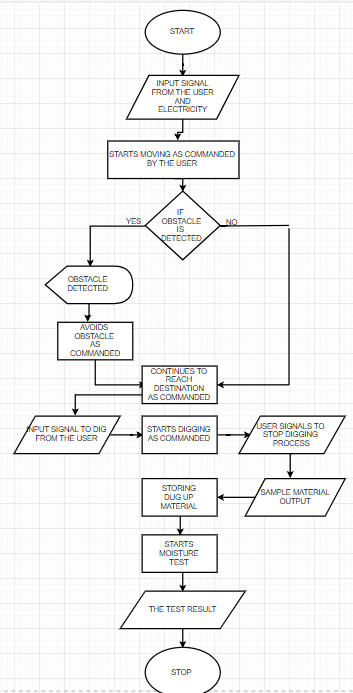 START
INPUT SIGNAL
FROM THE USER
AND
ELECTRICITY
STARTS MOVING AS COMMANDED
BY THE USER
IF
OBSTACLE
IS
DETECTED
YES
NO
OBSTACLE
DETECTED
AVOIDS
OBSTACLE
AS
COMMANDED
CONTINUES TO
REACH
DESTINATION
AS COMMANDED
INPUT SIGNAL TO DIG
FROM THE USER
STARTS DIGGING
AS COMMANDED
USER SIGNALS TO
STOP DIGGING
PROCESS
SAMPLE MATERIAL
OUTPUT
STORING
DUG UP
MATERIAL
STARTS
MOISTURE
TEST
THE TEST RESULT
STOP